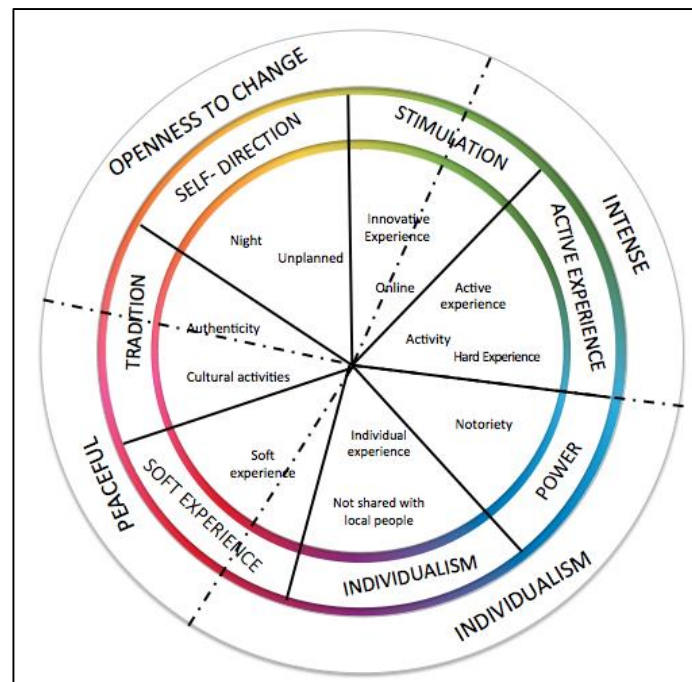 OPENNESS TO CHANGE
INTENSE
INDIVIDUALISM
PEACEFUL
SELF- DIRECTION
STIMULATION
ACTIVE EXPERIENCE
POWER
INDIVIDUALISM
SOFT EXPERIENCE
TRADITION
Night
Unplanned
Innovative
Experience
Online
Active
experience
Activity
Hard Experience
Notoriety
Individual
experience
Not shared with
local people
Soft
experience
Cultural activities
Authenticity